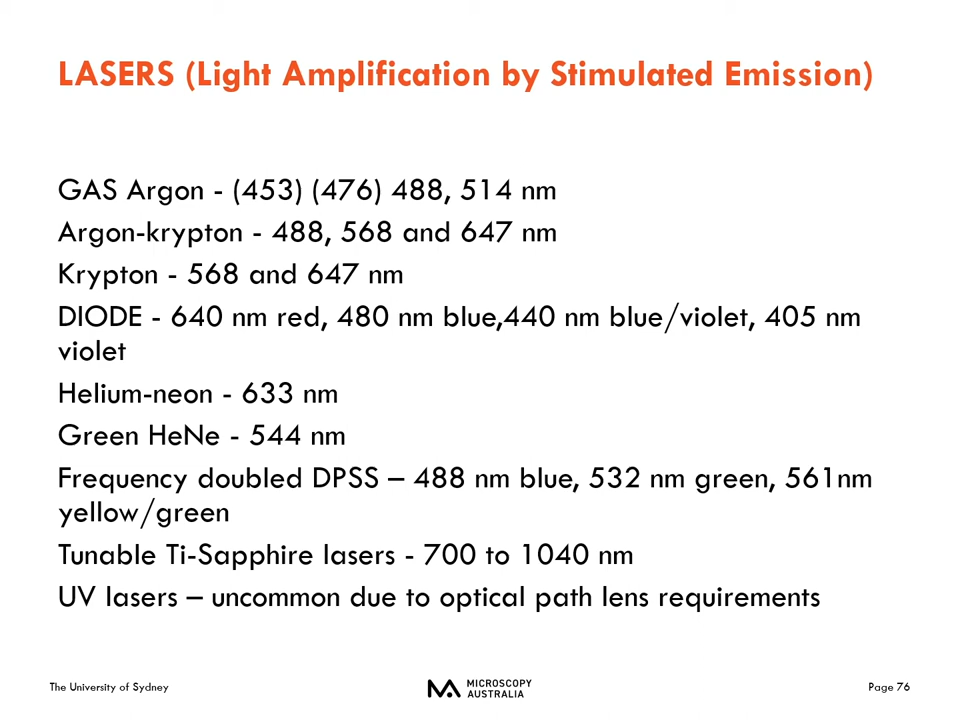 LASERS (Light Amplification by Stimulated Emission)
GAS Argon - (453) (476) 488, 514 nm
Argon-krypton - 488, 568 and 647 nm
Krypton - 568 and 647 nm
DIODE - 640 nm red, 480 nm blue,440 nm blue/violet, 405 nm
violet
Helium-neon - 633 nm
Green HeNe - 544 nm
Frequency doubled DPSS – 488 nm blue, 532 nm green, 561nm
yellow/green
Tunable Ti-Sapphire lasers - 700 to 1040 nm
UV lasers – uncommon due to optical path lens requirements
The University of Sydney
MICROSCOPY
AUSTRALIA
Page 76